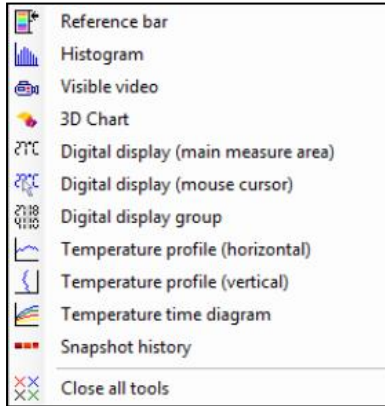 Reference bar
Histogram
Visible video
3D Chart
Digital display (main measure area)
Digital display (mouse cursor)
Digital display group
Temperature profile (horizontal)
Temperature profile (vertical)
Temperature time diagram
Snapshot history
Close all tools